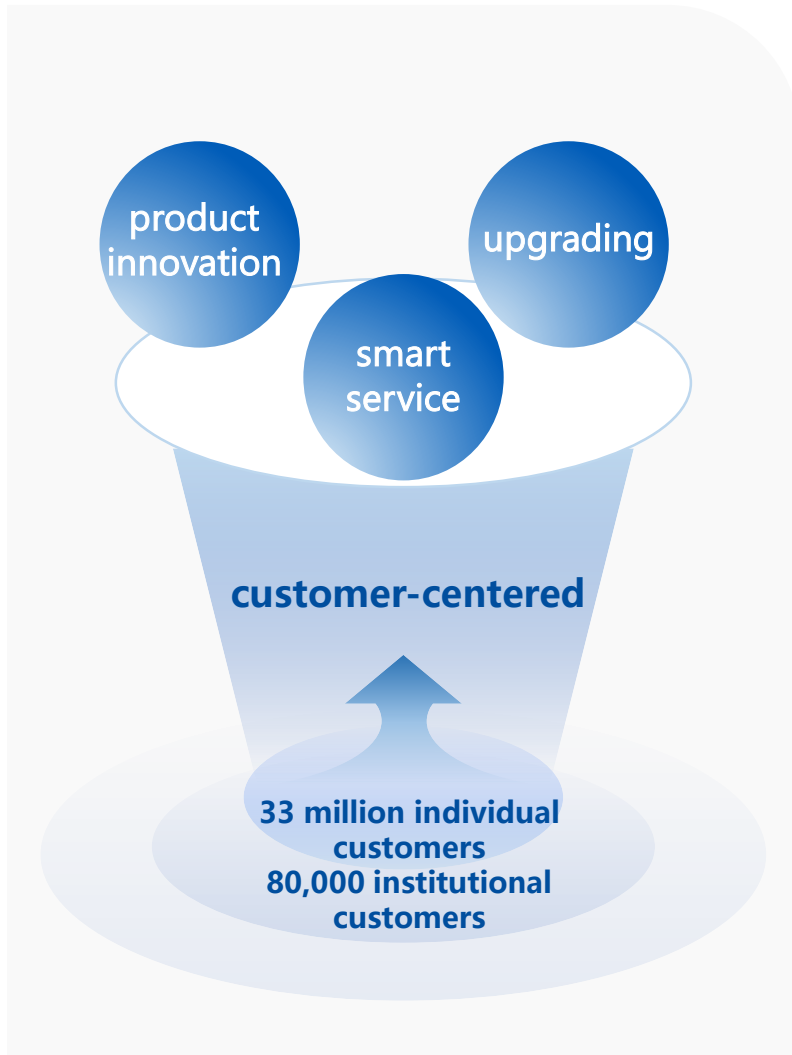 product
innovation
upgrading
smart
service
customer-centered
33 million individual
customers
80,000 institutional
customers